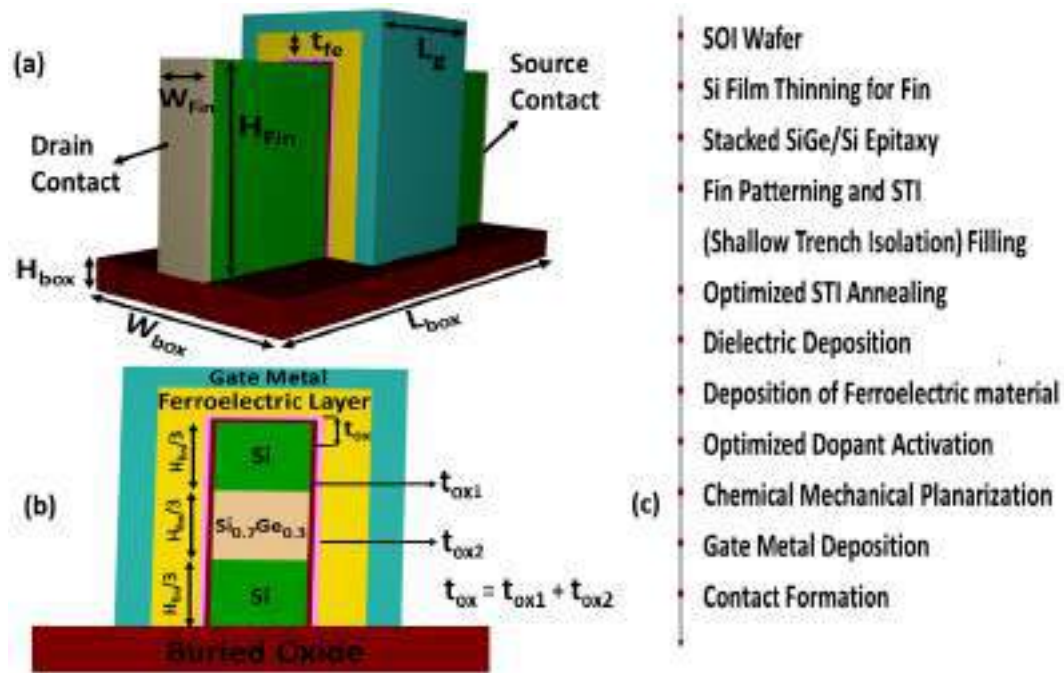 (a)
t_fe
L_g
W_Fin
H_Fin
Source
Contact
Drain
Contact
H_box
W_box
L_box
(b)
Gate Metal
Ferroelectric Layer
t_ox
H_fin/3
Si
t_ox1
H_fin/3
Si_0.7Ge_0.3
t_ox2
H_fin/3
Si
t_ox = t_ox1 + t_ox2
Buried Oxide
(c)
SOI Wafer
Si Film Thinning for Fin
Stacked SiGe/Si Epitaxy
Fin Patterning and STI
(Shallow Trench Isolation) Filling
Optimized STI Annealing
Dielectric Deposition
Deposition of Ferroelectric material
Optimized Dopant Activation
Chemical Mechanical Planarization
Gate Metal Deposition
Contact Formation